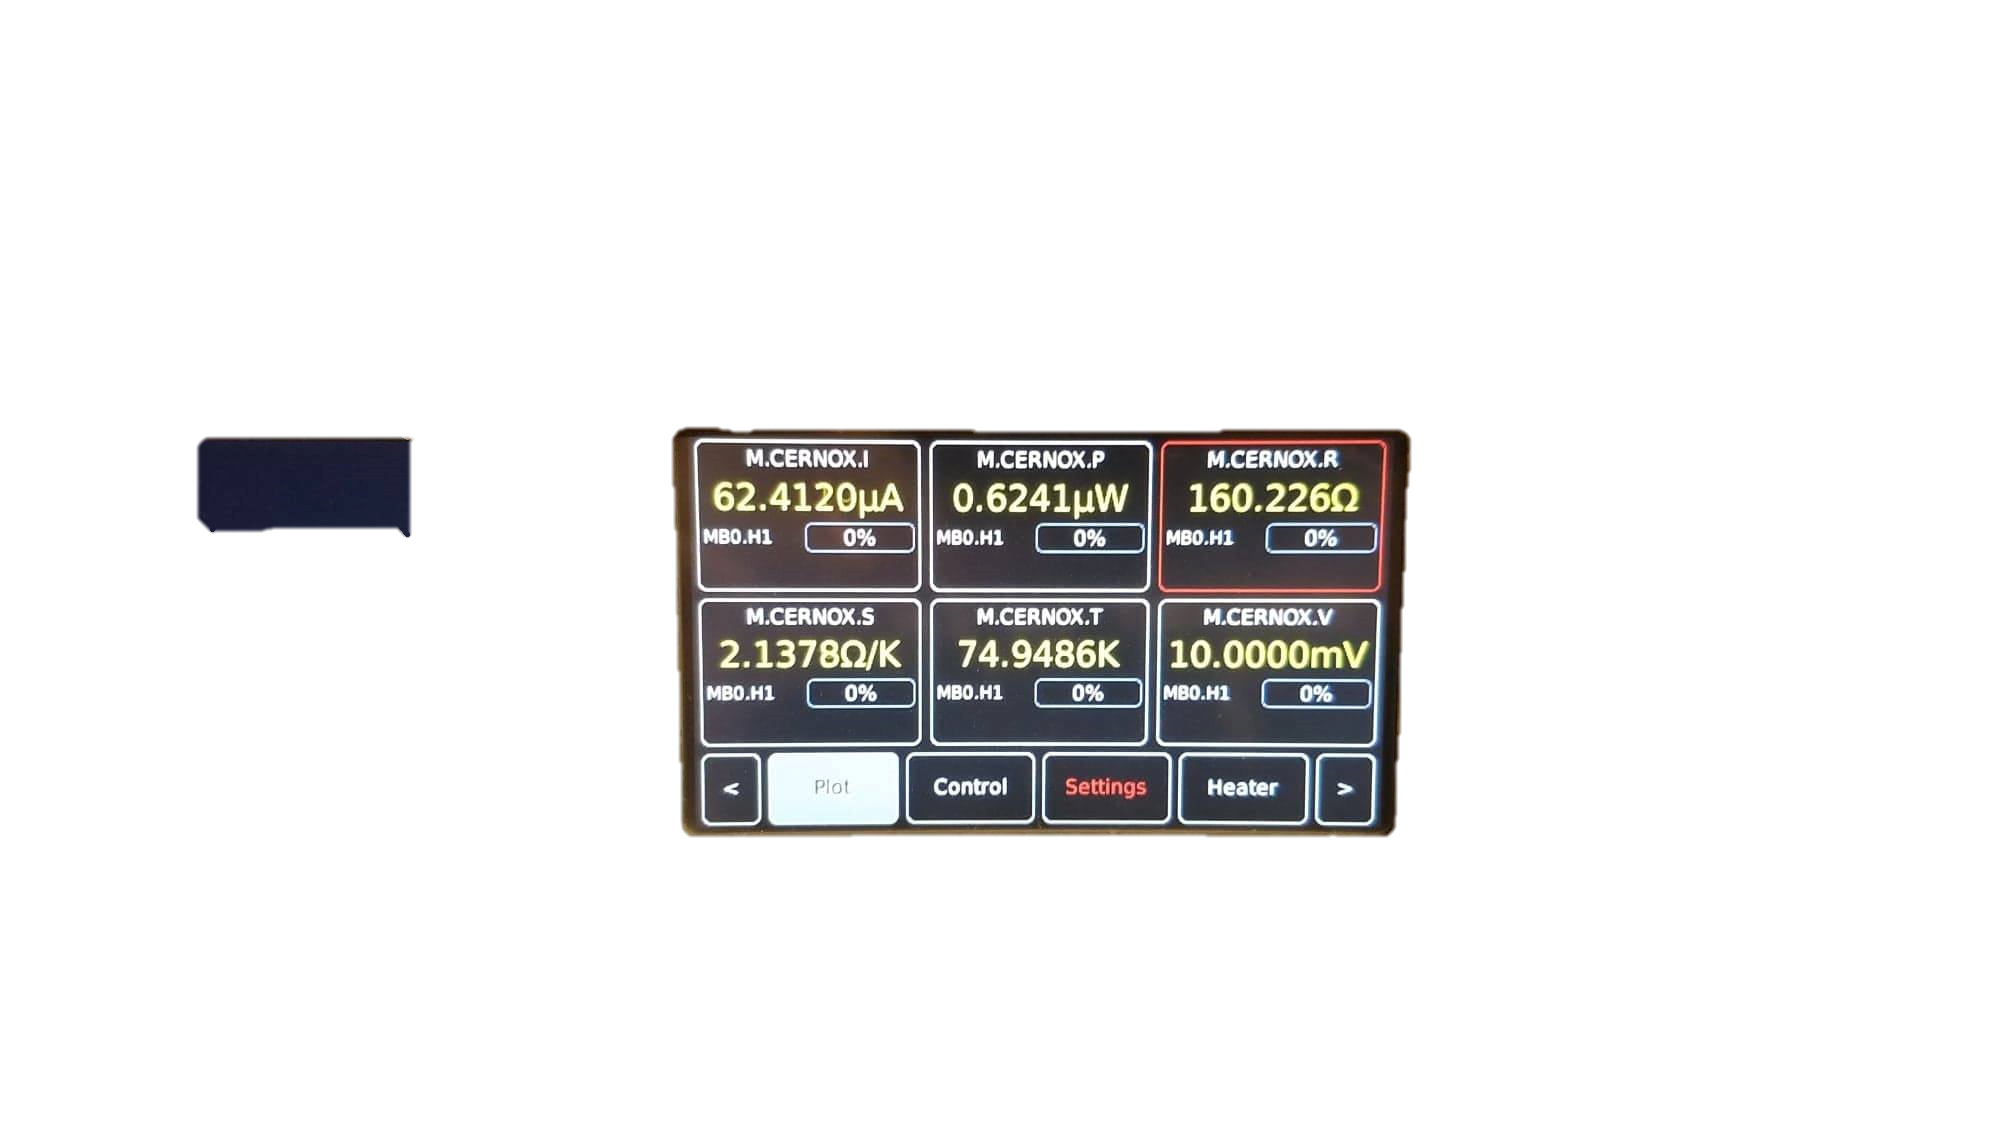 M.CERNOX.I
62.4120µA
MB0.H1 0%
M.CERNOX.P
0.6241µW
MB0.H1 0%
M.CERNOX.R
160.226Ω
MB0.H1 0%
M.CERNOX.S
2.1378Ω/K
MB0.H1 0%
M.CERNOX.T
74.9486K
MB0.H1 0%
M.CERNOX.V
10.0000mV
MB0.H1 0%
< Plot Control Settings Heater >